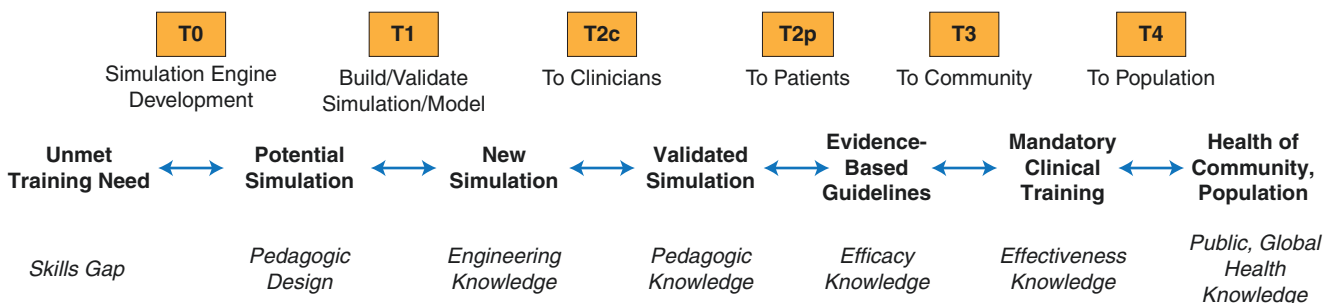 T0
T1
T2c
T2p
T3
T4
Simulation Engine
Development
Build/Validate
Simulation/Model
To Clinicians
To Patients
To Community
To Population
Unmet
Training Need
Potential
Simulation
New
Simulation
Validated
Simulation
Evidence-
Based
Guidelines
Mandatory
Clinical
Training
Health of
Community,
Population
Skills Gap
Pedagogic
Design
Engineering
Knowledge
Pedagogic
Knowledge
Efficacy
Knowledge
Effectiveness
Knowledge
Public, Global
Health
Knowledge